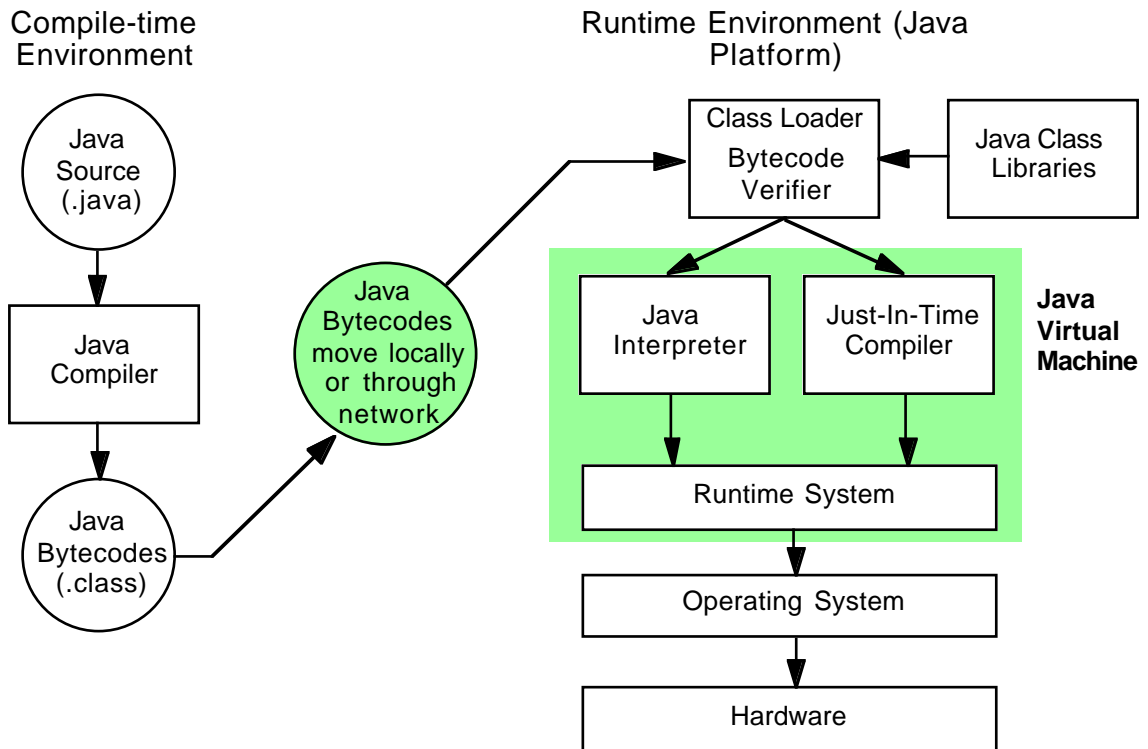 Compile-time
Environment
Java
Source
(.java)
Java
Compiler
Java
Bytecodes
(.class)
Java
Bytecodes
move locally
or through
network
Runtime Environment (Java
Platform)
Class Loader
Bytecode
Verifier
Java Class
Libraries
Java
Interpreter
Just-In-Time
Compiler
Java
Virtual
Machine
Runtime System
Operating System
Hardware